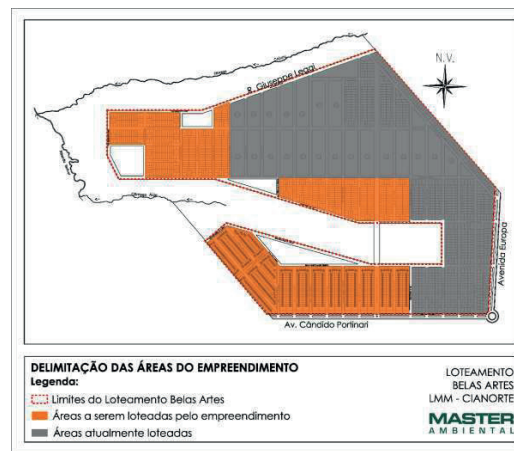 N.V.
R. Giuseppe Leggi
Avenida Europa
Av. Cândido Portinari
DELIMITAÇÃO DAS ÁREAS DO EMPREENDIMENTO
Legenda:
Limites do Loteamento Belas Artes
Áreas a serem loteadas pelo empreendimento
Áreas atualmente loteadas
LOTEAMENTO
BELAS ARTES
LMM - CIANORTE
MASTER
AMBIENTAL